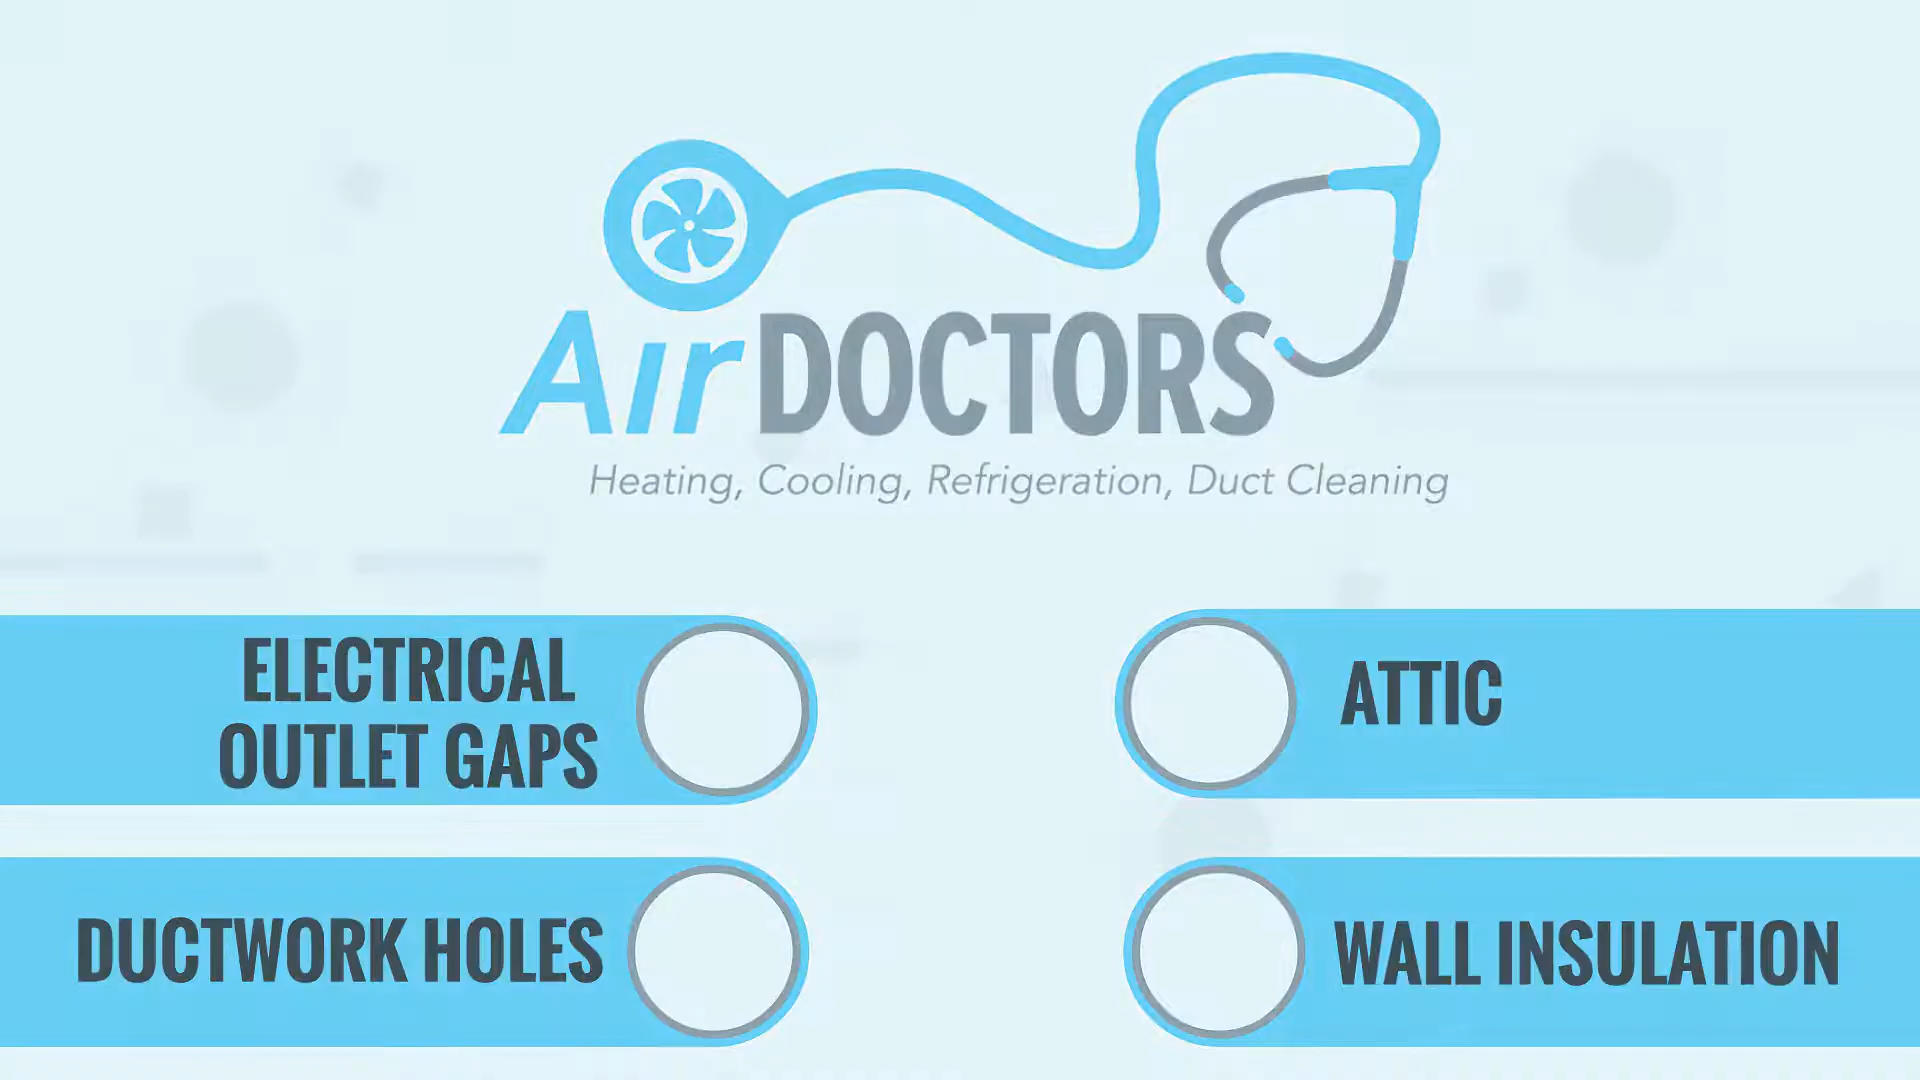 Air DOCTORS
Heating, Cooling, Refrigeration, Duct Cleaning
ELECTRICAL
OUTLET GAPS
ATTIC
DUCTWORK HOLES
WALL INSULATION